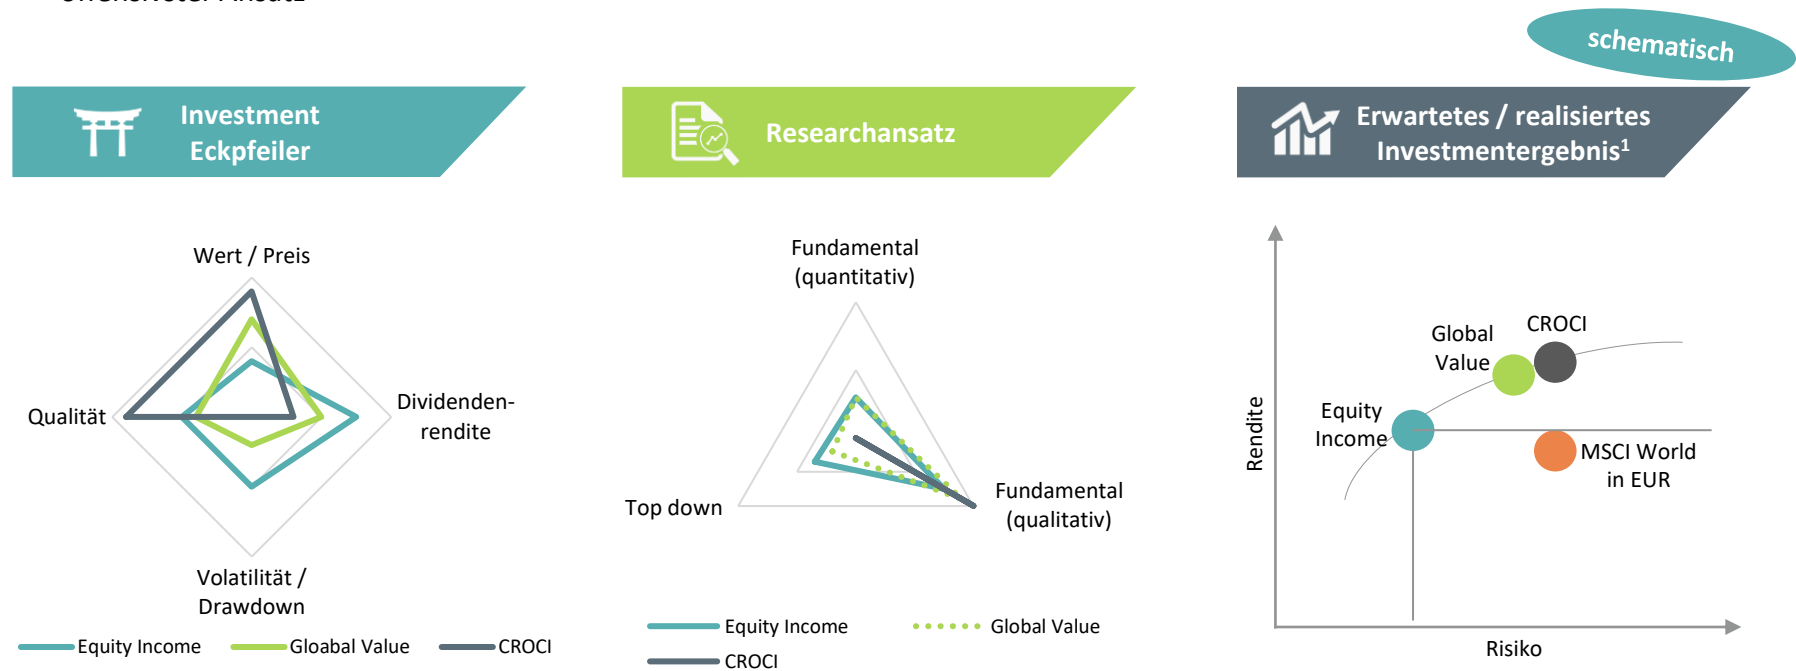 offensivster Ansatz
schematisch
Investment
Eckpfeiler
Researchansatz
Erwartetes / realisiertes
Investmentergebnis¹
Wert / Preis
Qualität
Dividenden-
rendite
Volatilität /
Drawdown
Equity Income
Gloabal Value
CROCI
Fundamental
(quantitativ)
Top down
Fundamental
(qualitativ)
Equity Income
Global Value
CROCI
Rendite
Global
Value
CROCI
Equity
Income
MSCI World
in EUR
Risiko